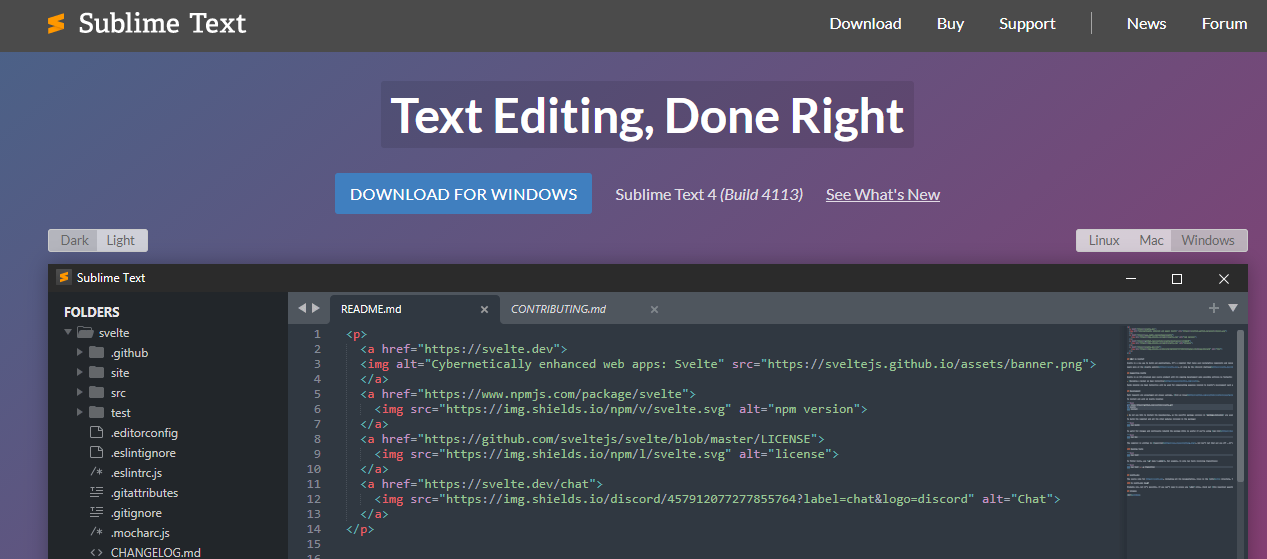 Sublime Text
Download Buy Support News Forum
Text Editing, Done Right
DOWNLOAD FOR WINDOWS Sublime Text 4 (Build 4113) See What's New
Dark Light Linux Mac Windows
Sublime Text
FOLDERS
svelte
.github
site
src
test
.editorconfig
.eslintignore
.eslintrc.js
.gitattributes
.gitignore
.mocharc.js
CHANGELOG.md
README.md CONTRIBUTING.md
1 <p>
2 <a href="https://svelte.dev">
3 <img alt="Cybernetically enhanced web apps: Svelte" src="https://sveltejs.github.io/assets/banner.png">
4 </a>
5 <a href="https://www.npmjs.com/package/svelte">
6 <img src="https://img.shields.io/npm/v/svelte.svg" alt="npm version">
7 </a>
8 <a href="https://github.com/sveltejs/svelte/blob/master/LICENSE">
9 <img src="https://img.shields.io/npm/l/svelte.svg" alt="license">
10 </a>
11 <a href="https://svelte.dev/chat">
12 <img src="https://img.shields.io/discord/457912077277855764?label=chat&logo=discord" alt="Chat">
13 </a>
14 </p>
15